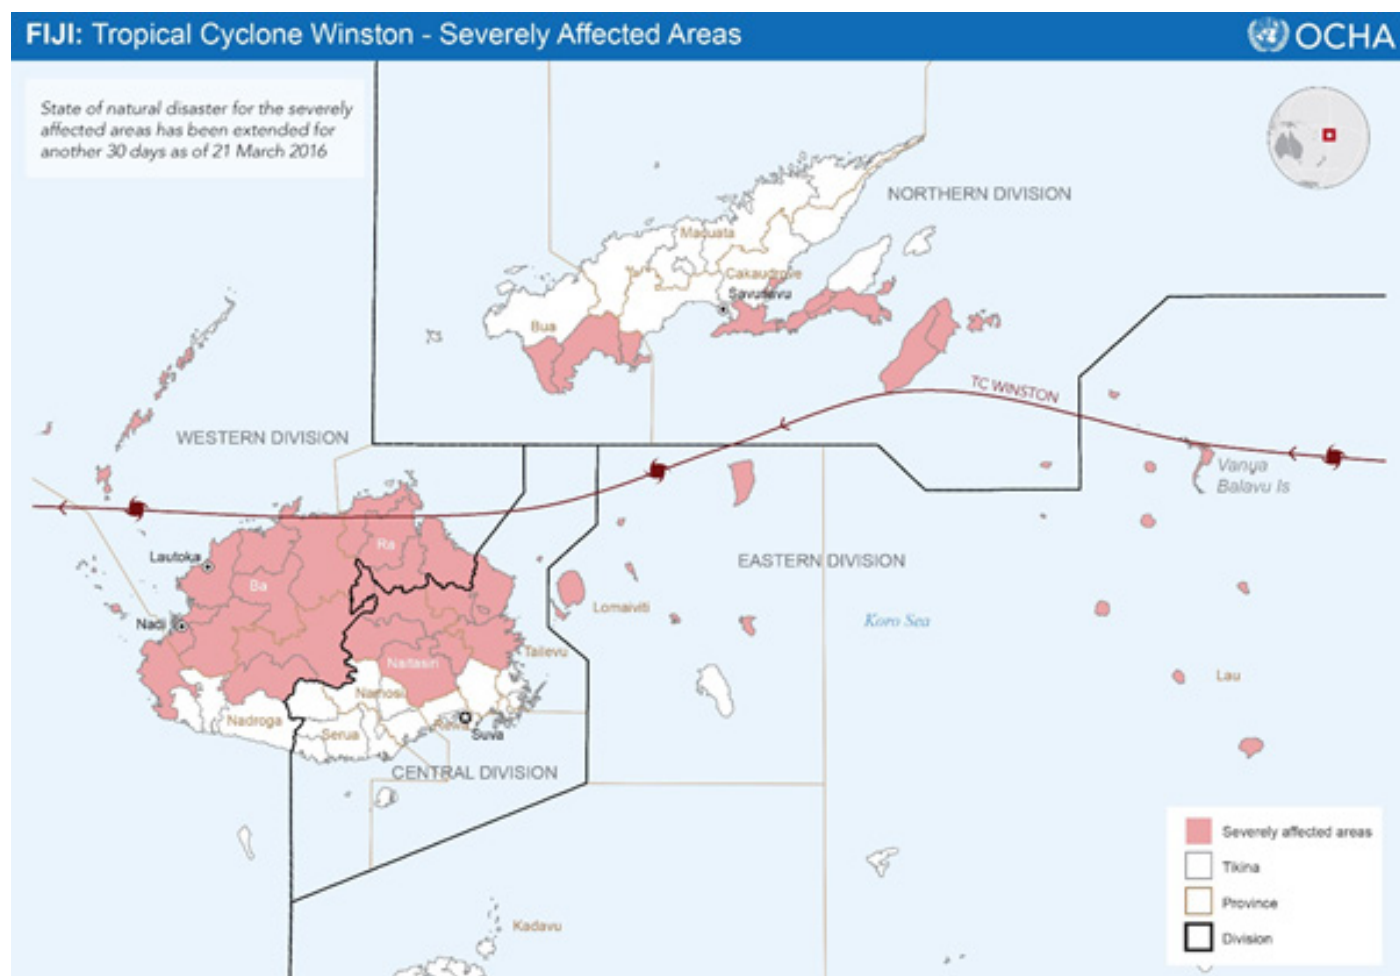 FIJI: Tropical Cyclone Winston - Severely Affected Areas
OCHA
State of natural disaster for the severely
affected areas has been extended for
another 30 days as of 21 March 2016
NORTHERN DIVISION
Macuata
Cakaudrove
Savusavu
Bua
TC WINSTON
WESTERN DIVISION
Vanya
Balavu Is
Ra
Lautoka
Ba
EASTERN DIVISION
Lomaiviti
Koro Sea
Nadi
Tailevu
Naitasiri
Lau
Namosi
Nadroga
Rewa
Serua
Suva
CENTRAL DIVISION
Severely affected areas
Tikina
Province
Division
Kadavu